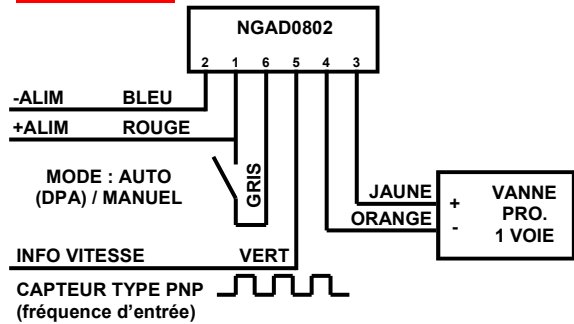 NGAD0802
2 1 6 5 4 3
-ALIM BLEU
+ALIM ROUGE
MODE : AUTO
(DPA) / MANUEL
GRIS
JAUNE
ORANGE
+
-
VANNE
PRO.
1 VOIE
INFO VITESSE VERT
CAPTEUR TYPE PNP
(fréquence d'entrée)